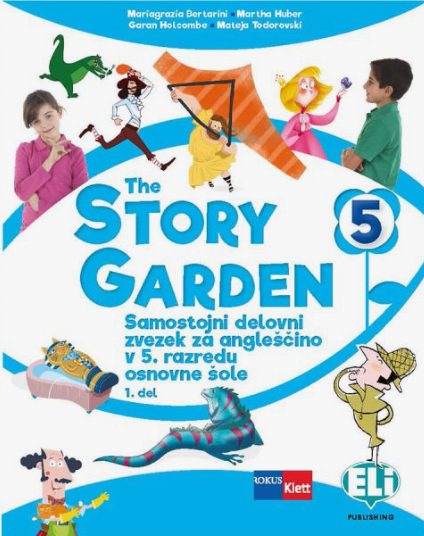 Mariagrazia Bertarini • Martha Huber
Garan Holcombe • Mateja Todorovski
The
STORY
5
GARDEN
Samostojni delovni
zvezek za angleščino
v 5. razredu
osnovne šole
1. del
ROKUS Klett
ELi
PUBLISHING